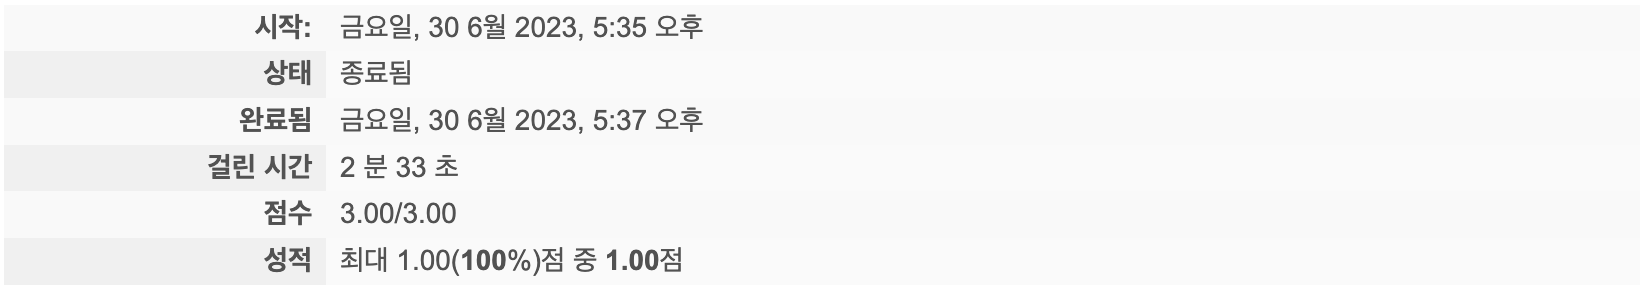 시작: 금요일, 30 6월 2023, 5:35 오후
상태 종료됨
완료됨 금요일, 30 6월 2023, 5:37 오후
걸린 시간 2 분 33 초
점수 3.00/3.00
성적 최대 1.00(100%)점 중 1.00점